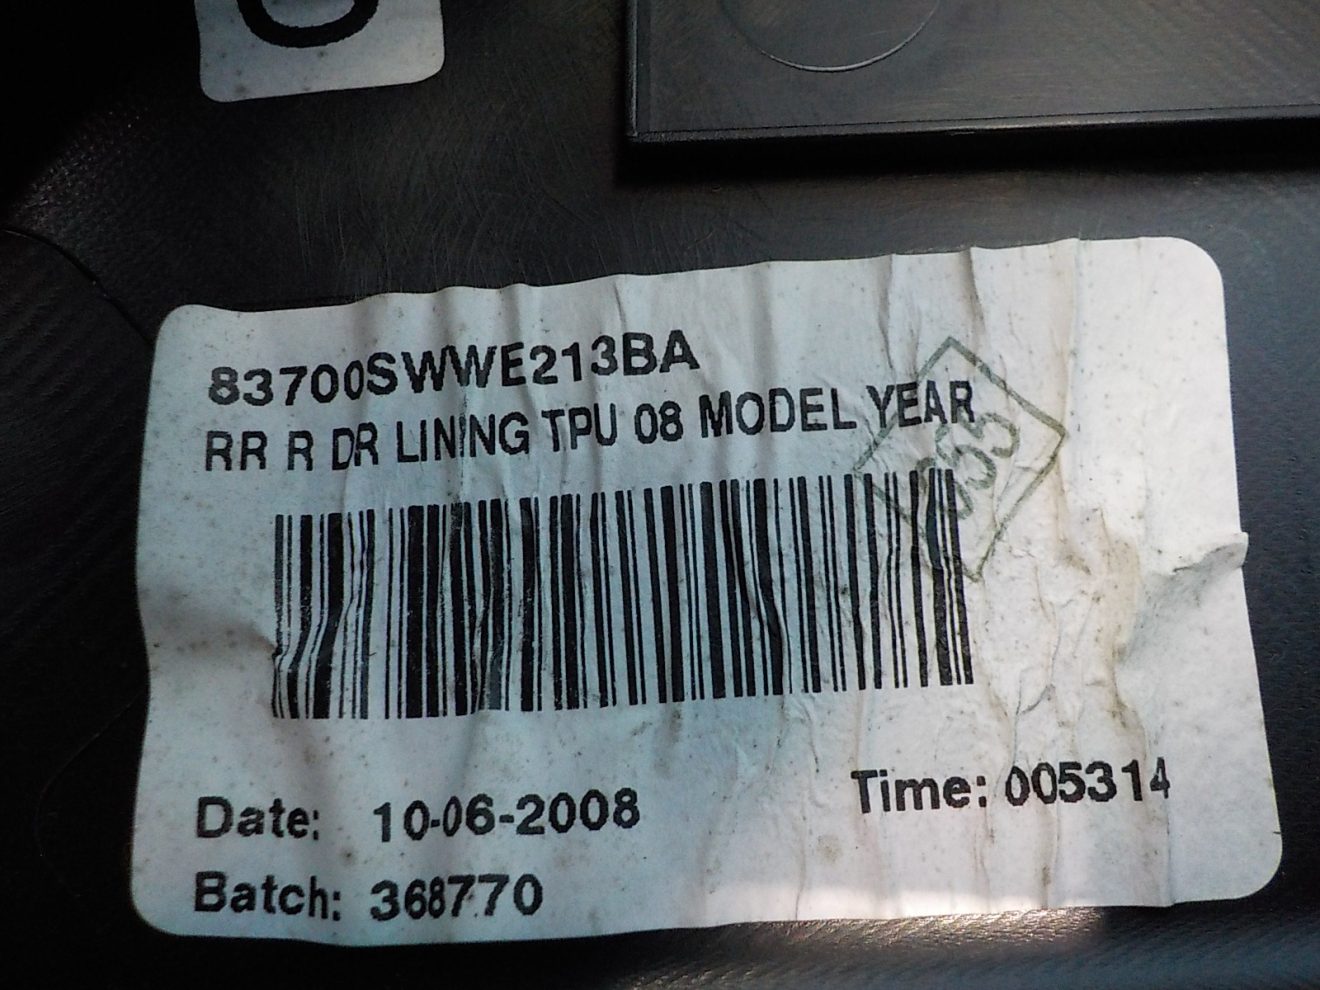 83700SWWE213BA
RR R DR LINING TPU 08 MODEL YEAR
Date: 10-06-2008
Time: 005314
Batch: 368770